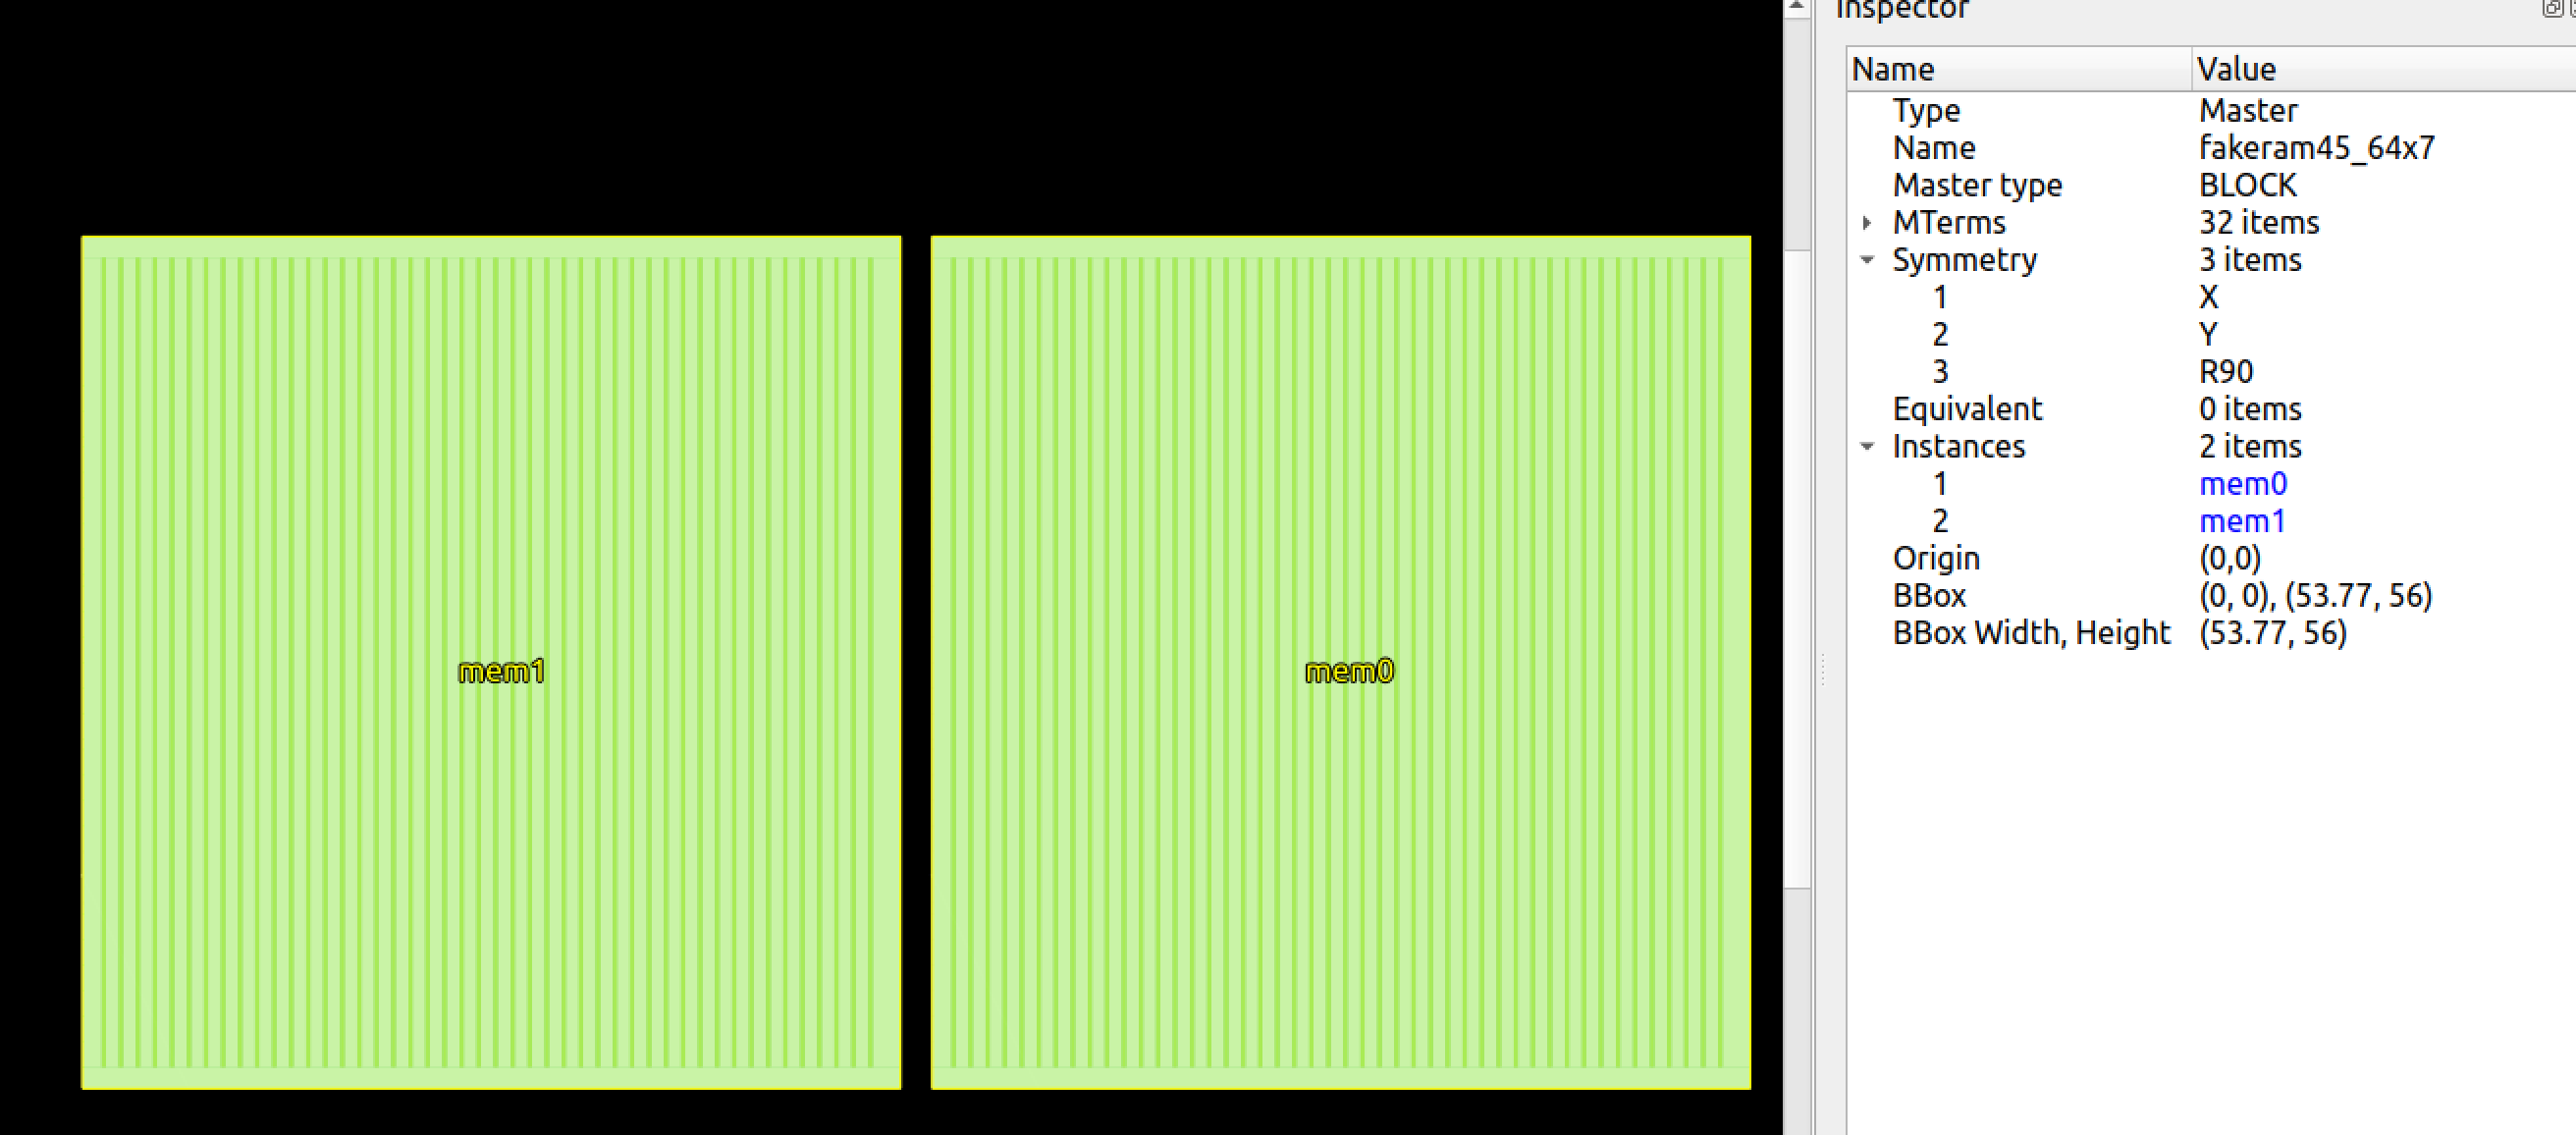 Inspector
Name Value
Type Master
Name fakeram45_64x7
Master type BLOCK
MTerms 32 items
Symmetry 3 items
1 X
2 Y
3 R90
Equivalent 0 items
Instances 2 items
1 mem0
2 mem1
Origin (0,0)
BBox (0, 0), (53.77, 56)
BBox Width, Height (53.77, 56)
mem1 mem0